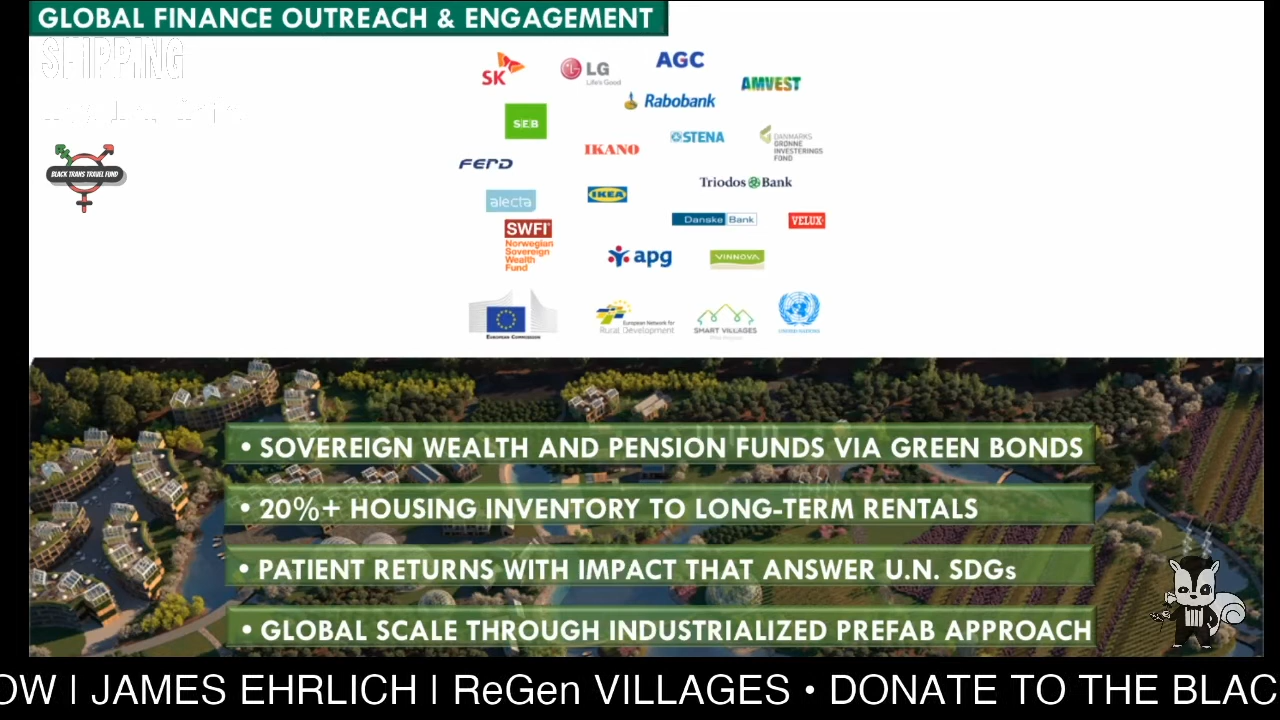 GLOBAL FINANCE OUTREACH & ENGAGEMENT
SHIPPING
BLACK TRANS TRAVEL FUND
SK
LG
Life's Good
AGC
AMVEST
Rabobank
SEB
STENA
IKANO
DANMARKS
GRØNNE
INVESTERINGS
FOND
FERD
Triodos Bank
alecta
IKEA
Danske Bank
VELUX
SWFI
Norwegian
Sovereign
Wealth
Fund
apg
VINNOVA
EUROPEAN COMMISSION
European Network for
Rural Development
SMART VILLAGES
UNITED NATIONS
• SOVEREIGN WEALTH AND PENSION FUNDS VIA GREEN BONDS
• 20%+ HOUSING INVENTORY TO LONG-TERM RENTALS
• PATIENT RETURNS WITH IMPACT THAT ANSWER U.N. SDGs
• GLOBAL SCALE THROUGH INDUSTRIALIZED PREFAB APPROACH
OW | JAMES EHRLICH | ReGen VILLAGES • DONATE TO THE BLAC